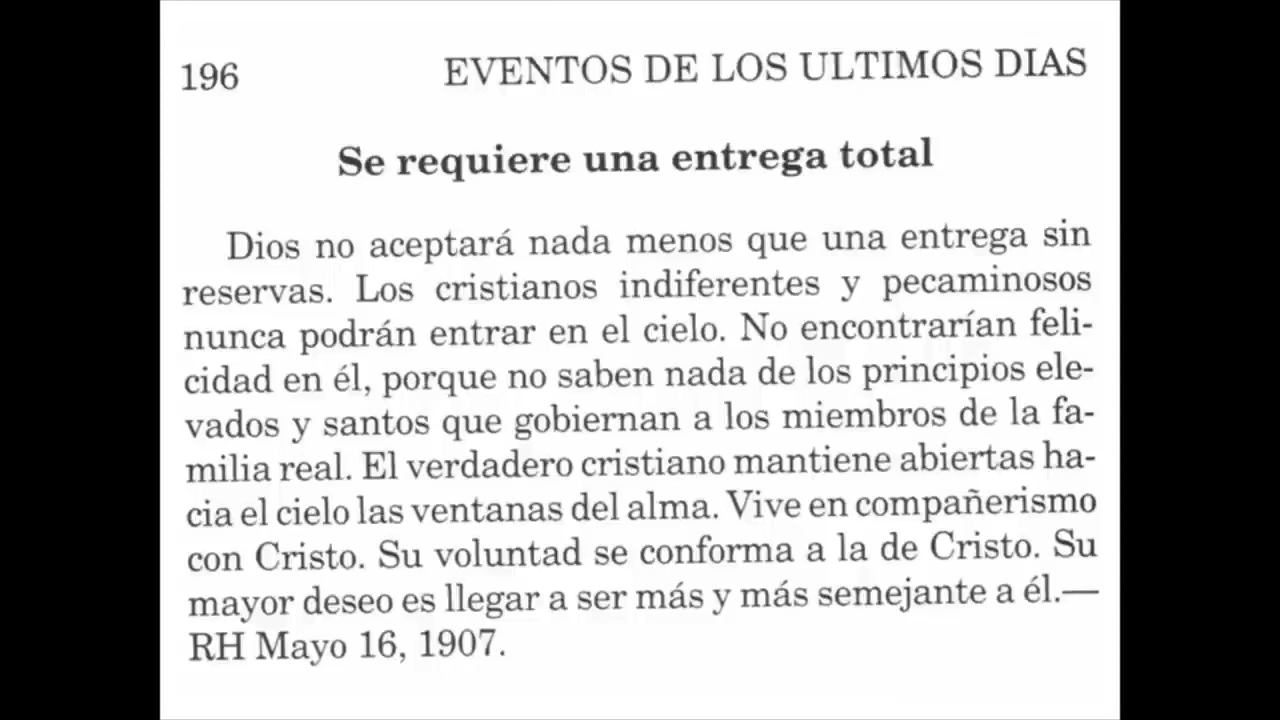 196 EVENTOS DE LOS ULTIMOS DIAS
Se requiere una entrega total
Dios no aceptará nada menos que una entrega sin
reservas. Los cristianos indiferentes y pecaminosos
nunca podrán entrar en el cielo. No encontrarían feli-
cidad en él, porque no saben nada de los principios ele-
vados y santos que gobiernan a los miembros de la fa-
milia real. El verdadero cristiano mantiene abiertas ha-
cia el cielo las ventanas del alma. Vive en compañerismo
con Cristo. Su voluntad se conforma a la de Cristo. Su
mayor deseo es llegar a ser más y más semejante a él.—
RH Mayo 16, 1907.